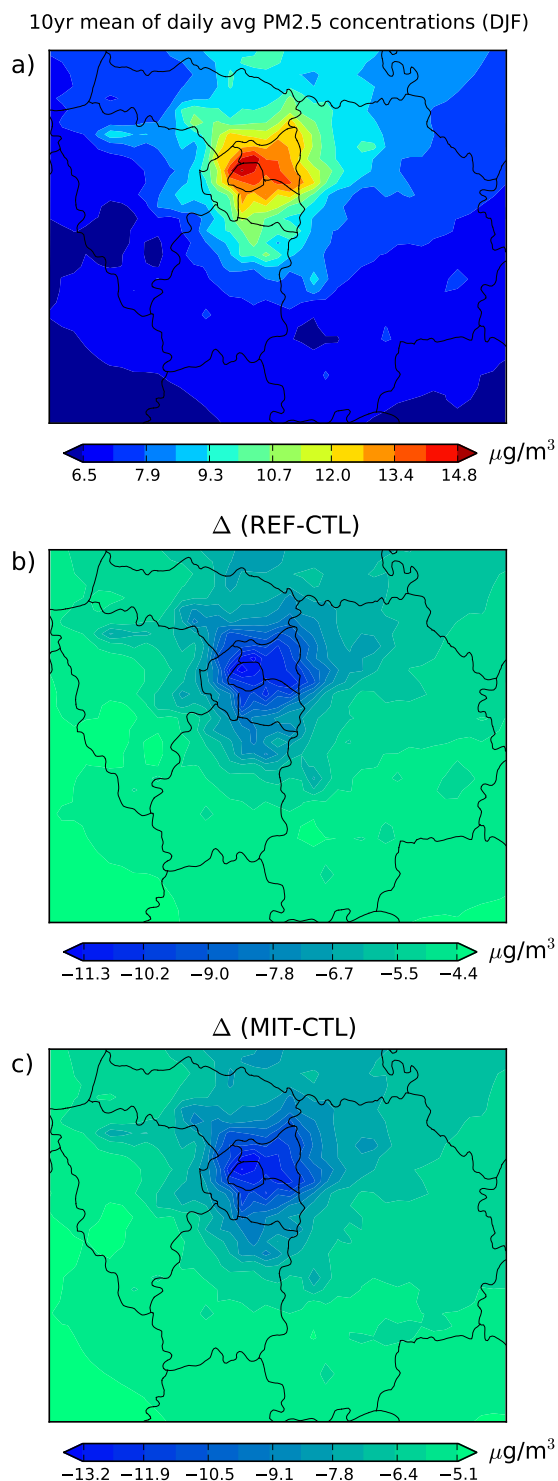 10yr mean of daily avg PM2.5 concentrations (DJF)
a)
6.5 7.9 9.3 10.7 12.0 13.4 14.8 μg/m³
Δ (REF-CTL)
b)
−11.3 −10.2 −9.0 −7.8 −6.7 −5.5 −4.4 μg/m³
Δ (MIT-CTL)
c)
−13.2 −11.9 −10.5 −9.1 −7.8 −6.4 −5.1 μg/m³